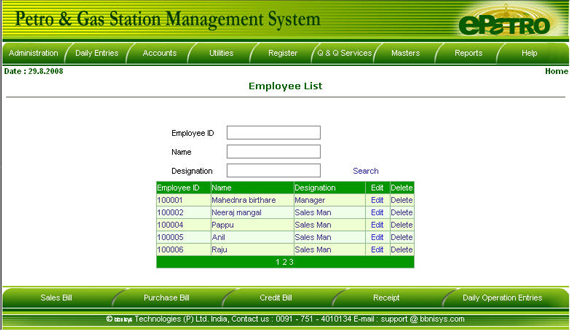 Petro & Gas Station Management System
ePETRO
Administration Daily Entries Accounts Utilities Register Q & Q Services Masters Reports Help
Date : 29.8.2008 Home
Employee List
Employee ID
Name
Designation Search
Employee ID Name Designation Edit Delete
100001 Mahednra birthare Manager Edit Delete
100002 Neeraj mangal Sales Man Edit Delete
100004 Pappu Sales Man Edit Delete
100005 Anil Sales Man Edit Delete
100006 Raju Sales Man Edit Delete
1 2 3
Sales Bill Purchase Bill Credit Bill Receipt Daily Operation Entries
© bbnisys Technologies (P) Ltd. India, Contact us : 0091 - 751 - 4010134 E-mail : support @ bbnisys.com